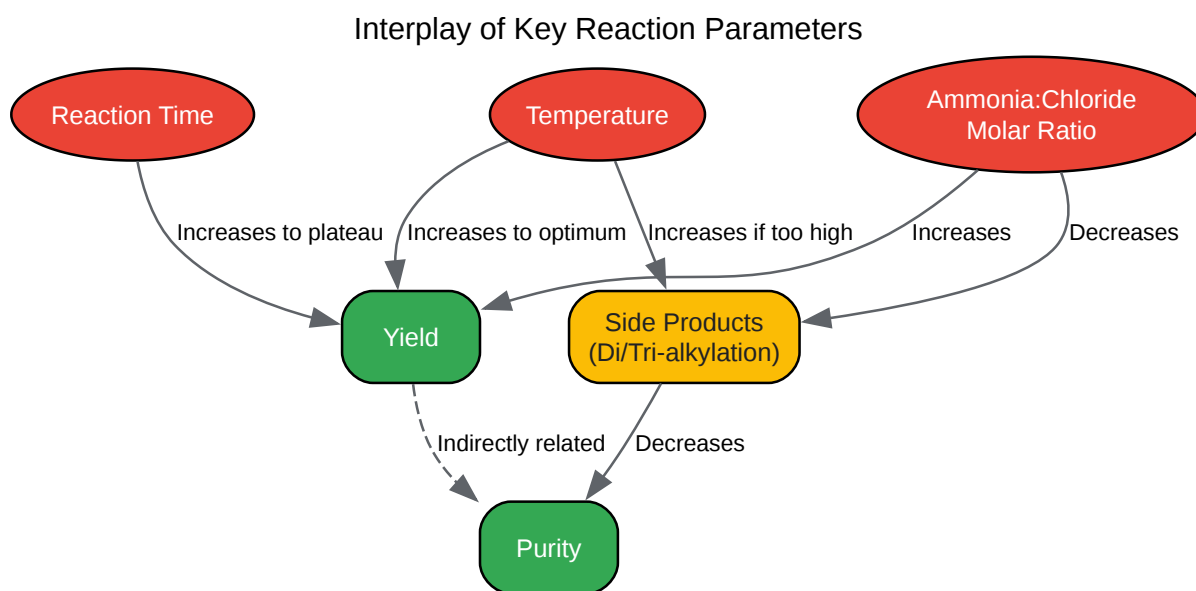 Interplay of Key Reaction Parameters
Reaction Time
Temperature
Ammonia:Chloride
Molar Ratio
Increases to plateau
Increases to optimum
Increases if too high
Increases
Decreases
Yield
Side Products
(Di/Tri-alkylation)
Indirectly related
Decreases
Purity